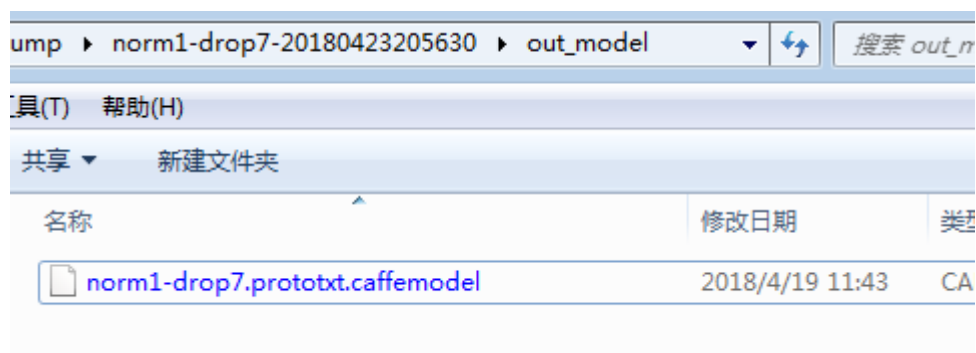 ump ▸ norm1-drop7-20180423205630 ▸ out_model 搜索 out_m
工具(T) 帮助(H)
共享 新建文件夹
名称 修改日期 类型
norm1-drop7.prototxt.caffemodel 2018/4/19 11:43 CA